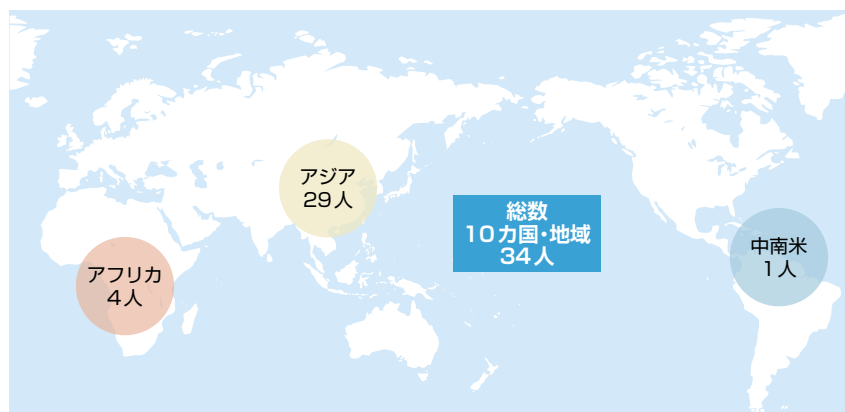 アジア
29人
総数
10カ国・地域
34人
中南米
1人
アフリカ
4人